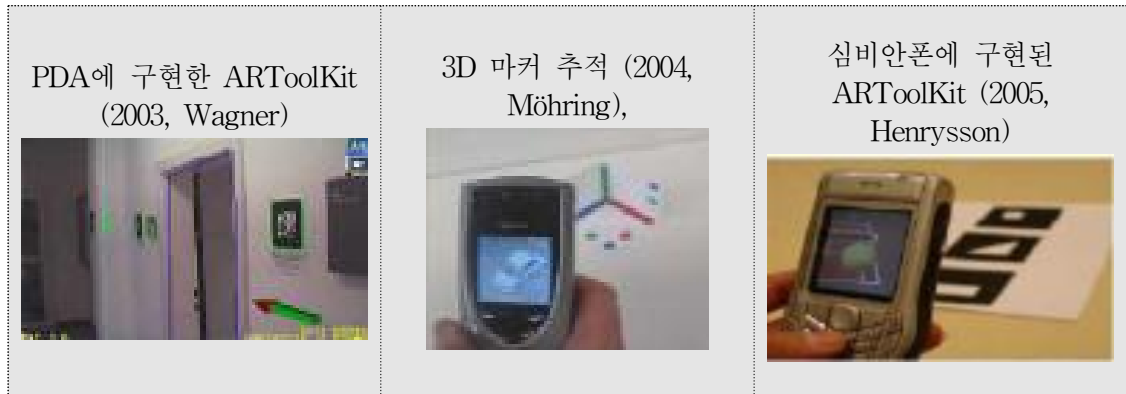 PDA에 구현한 ARToolKit
(2003, Wagner)
3D 마커 추적 (2004,
Möhring),
심비안폰에 구현된
ARToolKit (2005,
Henrysson)